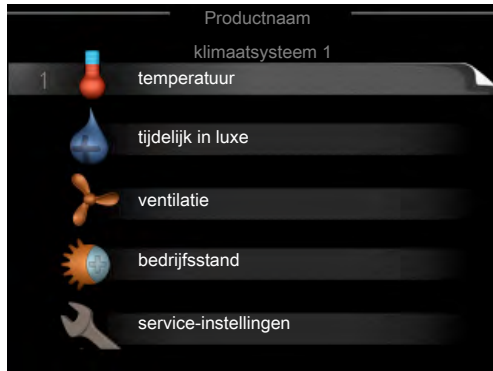 Productnaam
klimaatsysteem 1
1 temperatuur
tijdelijk in luxe
ventilatie
bedrijfsstand
service-instellingen